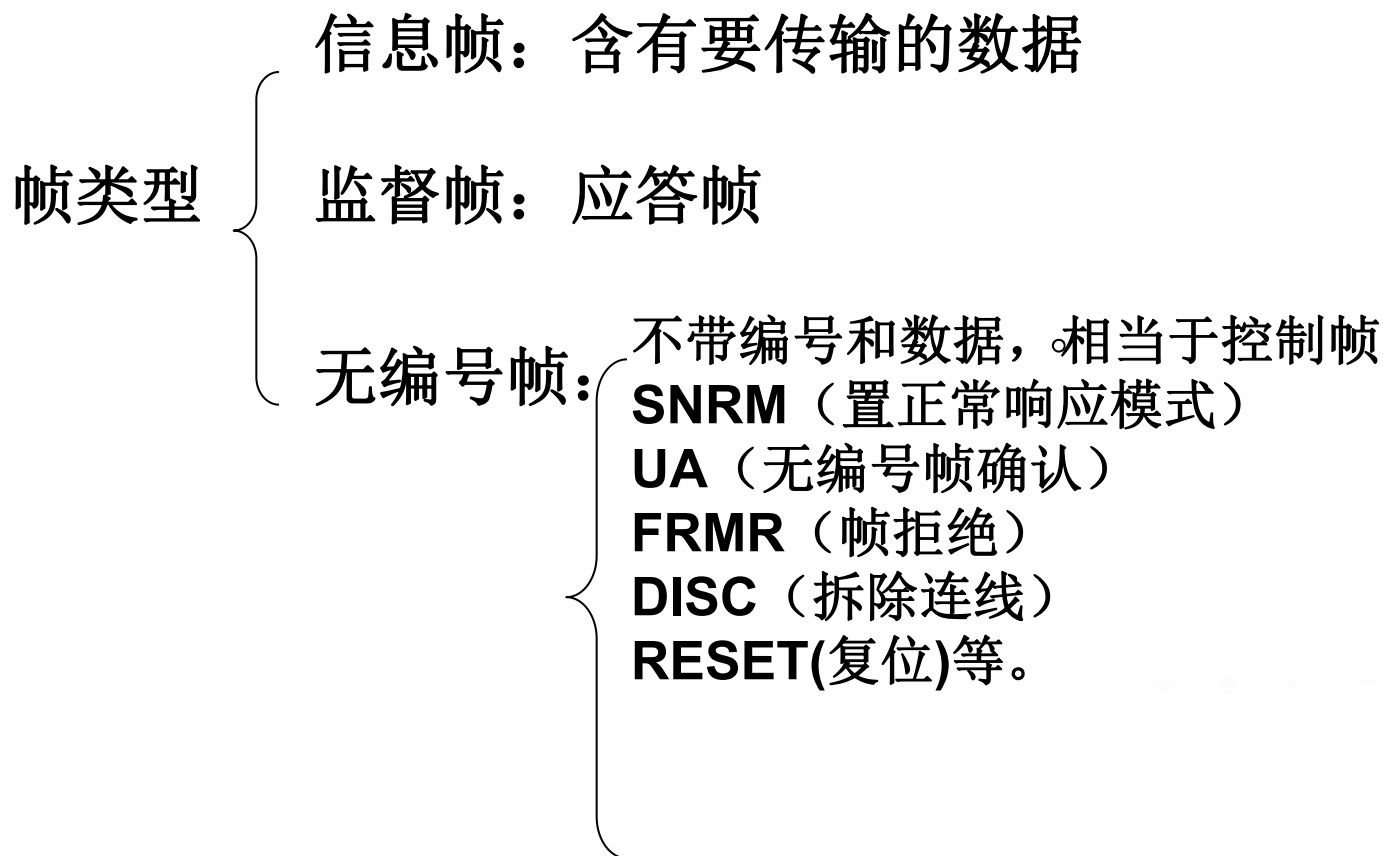 信息帧：含有要传输的数据
帧类型
监督帧：应答帧
无编号帧：
不带编号和数据，。相当于控制帧
SNRM（置正常响应模式）
UA（无编号帧确认）
FRMR（帧拒绝）
DISC（拆除连线）
RESET(复位)等。